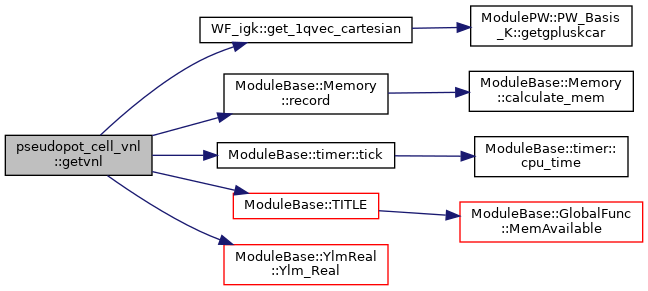 pseudopot_cell_vnl
::getvnl
WF_igk::get_1qvec_cartesian
ModulePW::PW_Basis
_K::getgpluskcar
ModuleBase::Memory
::record
ModuleBase::Memory
::calculate_mem
ModuleBase::timer::tick
ModuleBase::timer::
cpu_time
ModuleBase::TITLE
ModuleBase::GlobalFunc
::MemAvailable
ModuleBase::YlmReal
::Ylm_Real